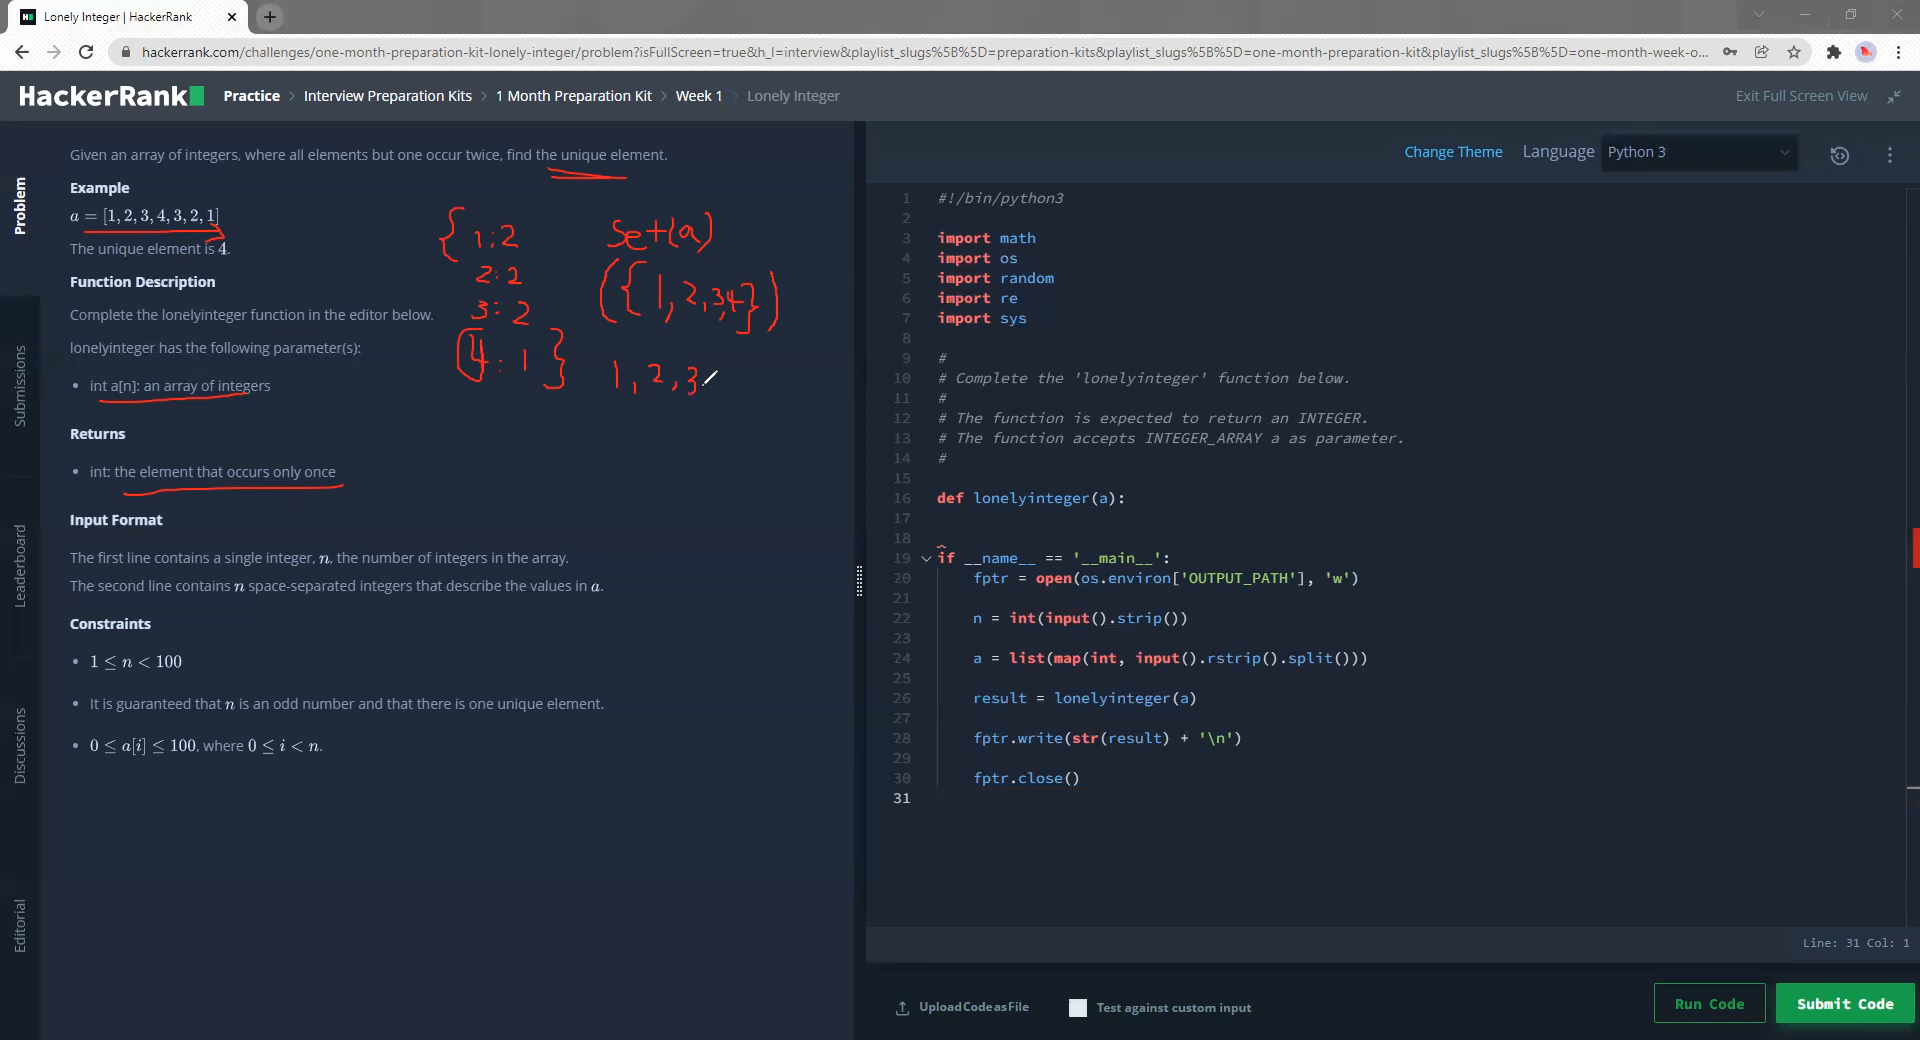 Lonely Integer | HackerRank
hackerrank.com/challenges/one-month-preparation-kit-lonely-integer/problem?isFullScreen=true&h_l=interview&playlist_slugs%5B%5D=preparation-kits&playlist_slugs%5B%5D=one-month-preparation-kit&playlist_slugs%5B%5D=one-month-week-o...
HackerRank Practice > Interview Preparation Kits > 1 Month Preparation Kit > Week 1 > Lonely Integer
Exit Full Screen View
Problem
Submissions
Leaderboard
Discussions
Editorial
Given an array of integers, where all elements but one occur twice, find the unique element.
Example
a = [1, 2, 3, 4, 3, 2, 1]
The unique element is 4.
Function Description
Complete the lonelyinteger function in the editor below.
lonelyinteger has the following parameter(s):
• int a[n]: an array of integers
Returns
• int: the element that occurs only once
Input Format
The first line contains a single integer, n, the number of integers in the array.
The second line contains n space-separated integers that describe the values in a.
Constraints
• 1 ≤ n < 100
• It is guaranteed that n is an odd number and that there is one unique element.
• 0 ≤ a[i] ≤ 100, where 0 ≤ i < n.
{ 1:2
2:2
3:2
4:1 }
Set(a)
({1,2,3,4})
1,2,3
Change Theme
Language Python 3
1 #!/bin/python3
2
3 import math
4 import os
5 import random
6 import re
7 import sys
8
9 #
10 # Complete the 'lonelyinteger' function below.
11 #
12 # The function is expected to return an INTEGER.
13 # The function accepts INTEGER_ARRAY a as parameter.
14 #
15
16 def lonelyinteger(a):
17
18
19 if __name__ == '__main__':
20 fptr = open(os.environ['OUTPUT_PATH'], 'w')
21
22 n = int(input().strip())
23
24 a = list(map(int, input().rstrip().split()))
25
26 result = lonelyinteger(a)
27
28 fptr.write(str(result) + '\n')
29
30 fptr.close()
31
Line: 31 Col: 1
Upload Code as File
Test against custom input
Run Code
Submit Code